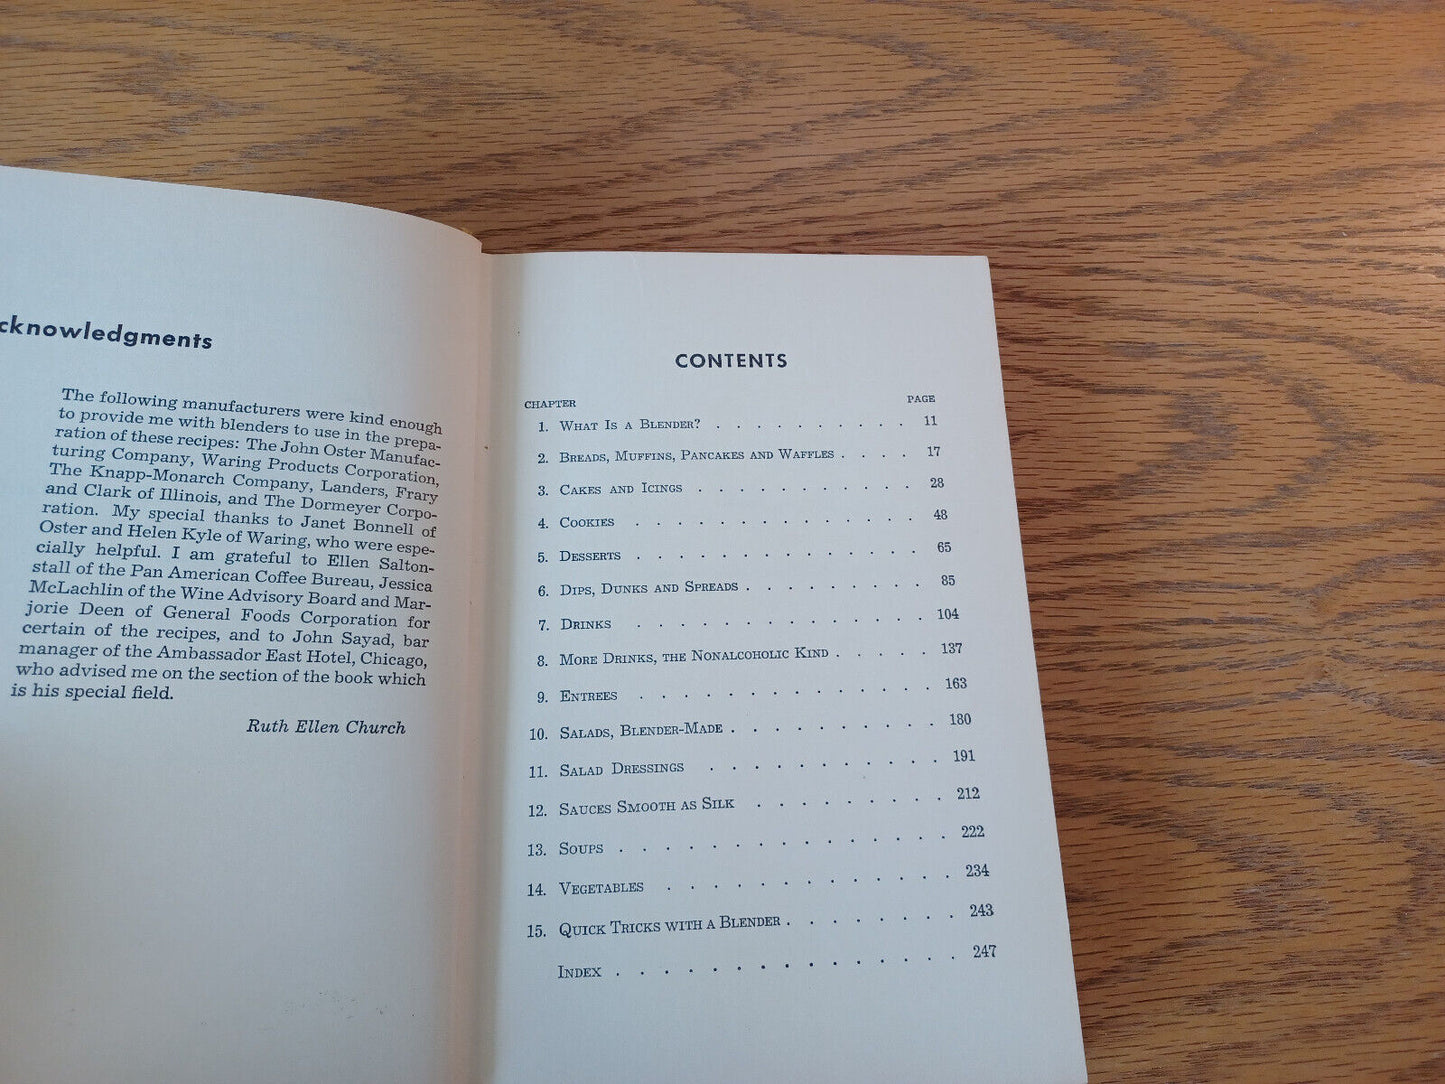 cknowledgments
The following manufacturers were kind enough
to provide me with blenders to use in the prepa-
ration of these recipes: The John Oster Manufac-
turing Company, Waring Products Corporation,
The Knapp-Monarch Company, Landers, Frary
and Clark of Illinois, and The Dormeyer Corpo-
ration. My special thanks to Janet Bonnell of
Oster and Helen Kyle of Waring, who were espe-
cially helpful. I am grateful to Ellen Salton-
stall of the Pan American Coffee Bureau, Jessica
McLachlin of the Wine Advisory Board and Mar-
jorie Deen of General Foods Corporation for
certain of the recipes, and to John Sayad, bar
manager of the Ambassador East Hotel, Chicago,
who advised me on the section of the book which
is his special field.
Ruth Ellen Church
CONTENTS
CHAPTER PAGE
1. What Is a Blender? . . . . . . . . . . 11
2. Breads, Muffins, Pancakes and Waffles . . . . 17
3. Cakes and Icings . . . . . . . . . . . 28
4. Cookies . . . . . . . . . . . . . 48
5. Desserts . . . . . . . . . . . . . 65
6. Dips, Dunks and Spreads . . . . . . . . 85
7. Drinks . . . . . . . . . . . . . 104
8. More Drinks, the Nonalcoholic Kind . . . . . 137
9. Entrees . . . . . . . . . . . . . 163
10. Salads, Blender-Made . . . . . . . . . 180
11. Salad Dressings . . . . . . . . . . 191
12. Sauces Smooth as Silk . . . . . . . . 212
13. Soups . . . . . . . . . . . . . . 222
14. Vegetables . . . . . . . . . . . . 234
15. Quick Tricks with a Blender . . . . . . . 243
Index . . . . . . . . . . . . . . 247